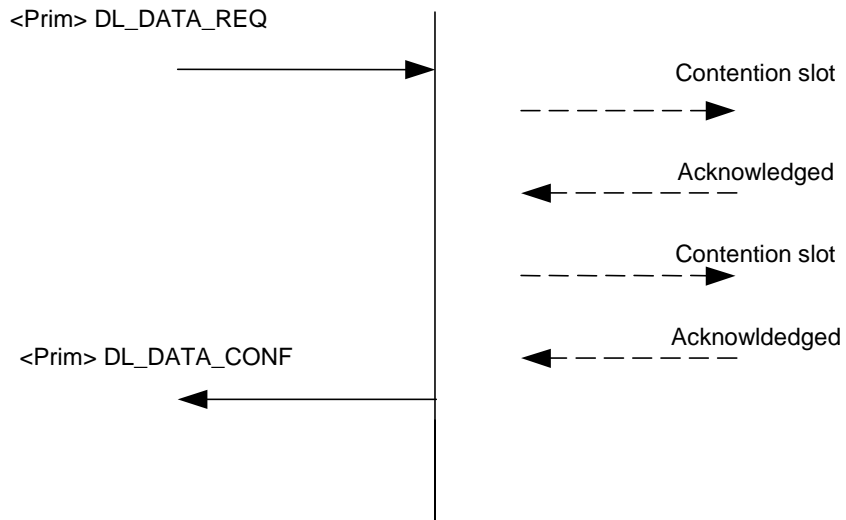 <Prim> DL_DATA_REQ
Contention slot
Acknowledged
Contention slot
Acknowldedged
<Prim> DL_DATA_CONF